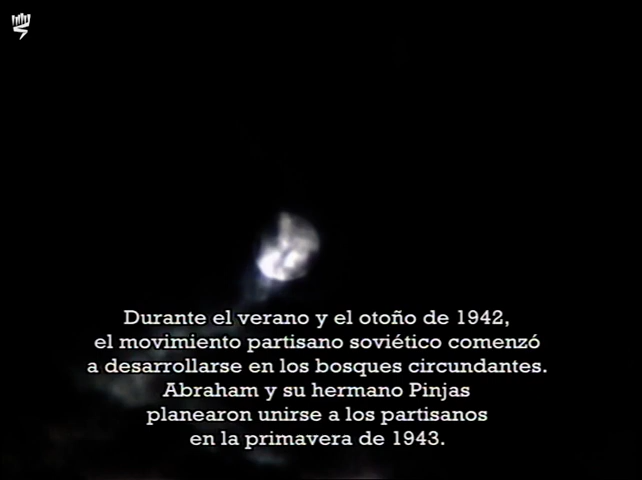 Durante el verano y el otoño de 1942,
el movimiento partisano soviético comenzó
a desarrollarse en los bosques circundantes.
Abraham y su hermano Pinjas
planearon unirse a los partisanos
en la primavera de 1943.